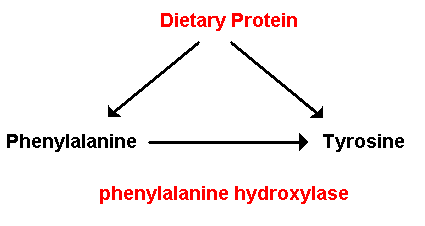 Dietary Protein
Phenylalanine Tyrosine
phenylalanine hydroxylase